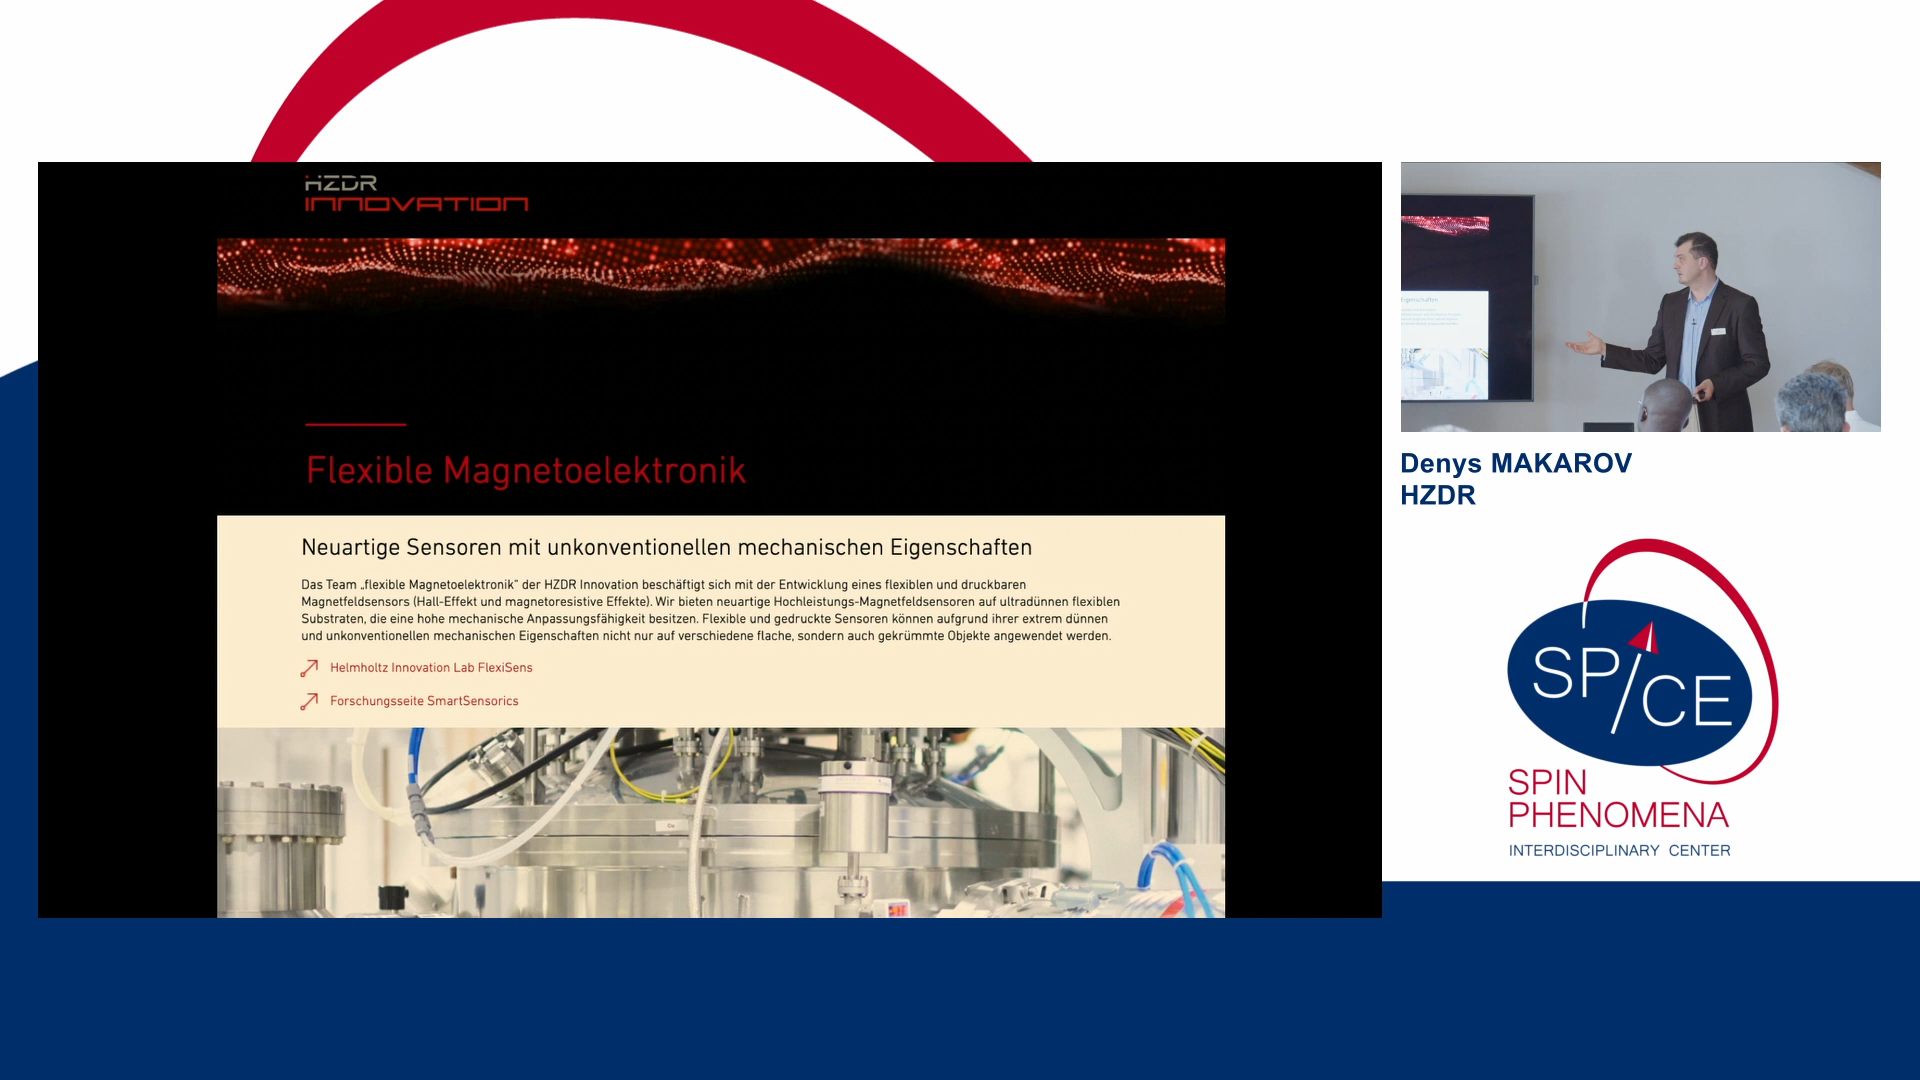 HZDR
INNOVATION
Flexible Magnetoelektronik
Neuartige Sensoren mit unkonventionellen mechanischen Eigenschaften
Das Team „flexible Magnetoelektronik“ der HZDR Innovation beschäftigt sich mit der Entwicklung eines flexiblen und druckbaren
Magnetfeldsensors (Hall-Effekt und magnetoresistive Effekte). Wir bieten neuartige Hochleistungs-Magnetfeldsensoren auf ultradünnen flexiblen
Substraten, die eine hohe mechanische Anpassungsfähigkeit besitzen. Flexible und gedruckte Sensoren können aufgrund ihrer extrem dünnen
und unkonventionellen mechanischen Eigenschaften nicht nur auf verschiedene flache, sondern auch gekrümmte Objekte angewendet werden.
Helmholtz Innovation Lab FlexiSens
Forschungsseite SmartSensorics
Eigenschaften
Denys MAKAROV
HZDR
SPICE
SPIN
PHENOMENA
INTERDISCIPLINARY CENTER